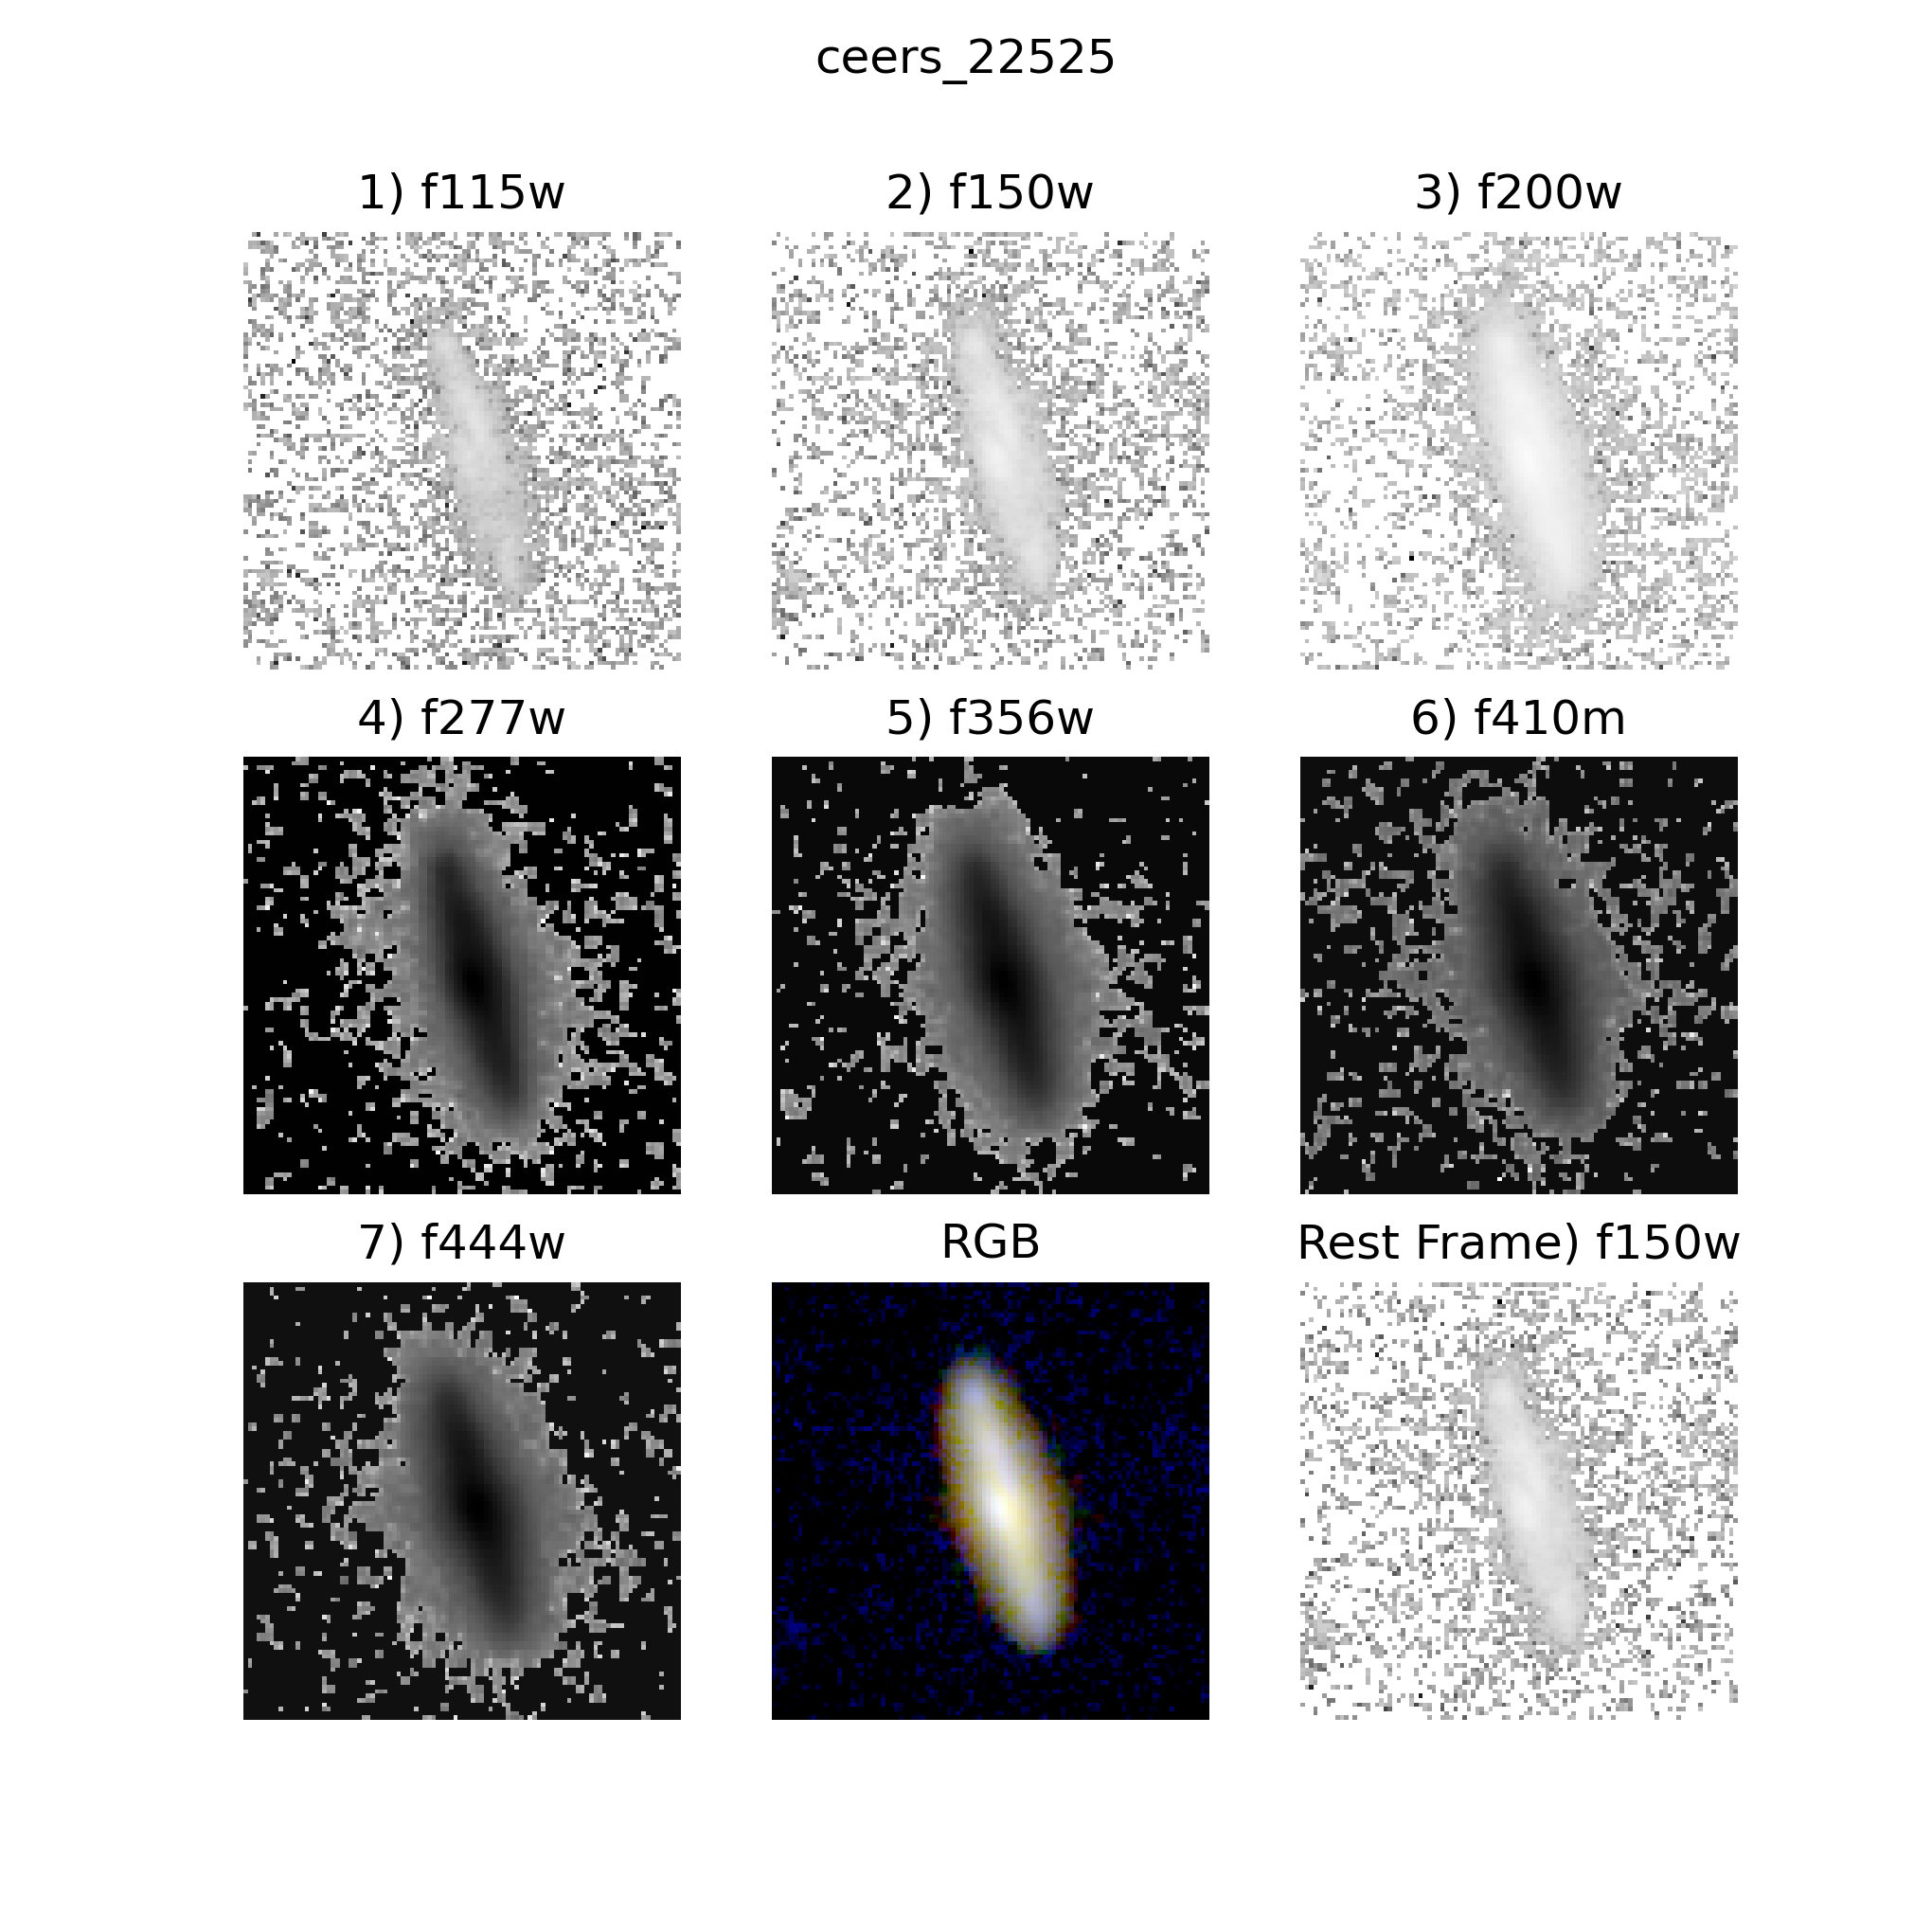 ceers_22525
1) f115w
2) f150w
3) f200w
4) f277w
5) f356w
6) f410m
7) f444w
RGB
Rest Frame) f150w